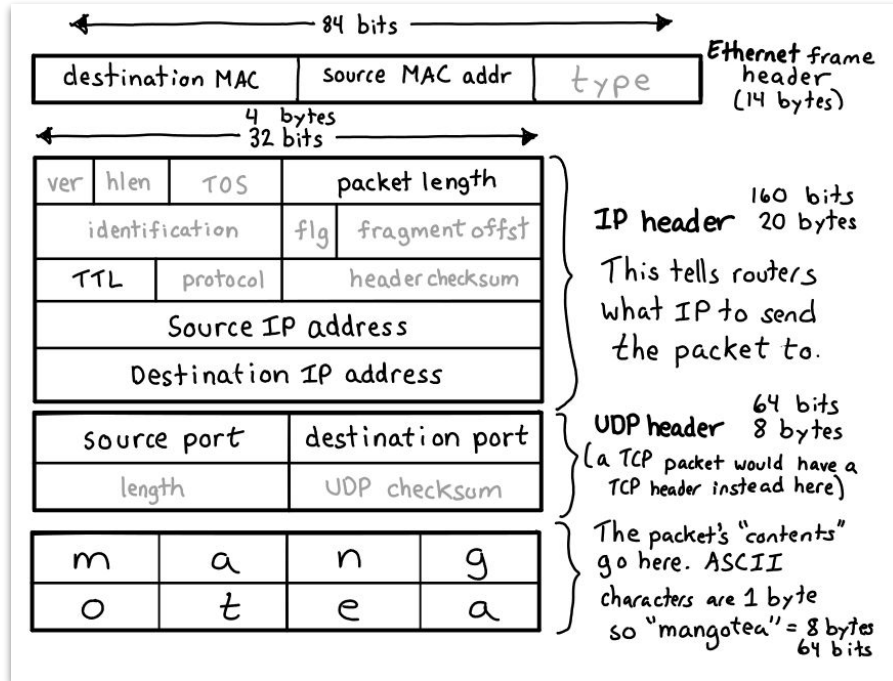 84 bits
destination MAC source MAC addr type
Ethernet frame
header
(14 bytes)
4 bytes
32 bits
ver hlen TOS packet length
identification flg fragment offst
TTL protocol header checksum
Source IP address
Destination IP address
160 bits
IP header 20 bytes
This tells routers
what IP to send
the packet to.
source port destination port
length UDP checksum
64 bits
UDP header 8 bytes
(a TCP packet would have a
TCP header instead here)
m a n g
o t e a
The packet's "contents"
go here. ASCII
characters are 1 byte
so "mangotea" = 8 bytes
64 bits